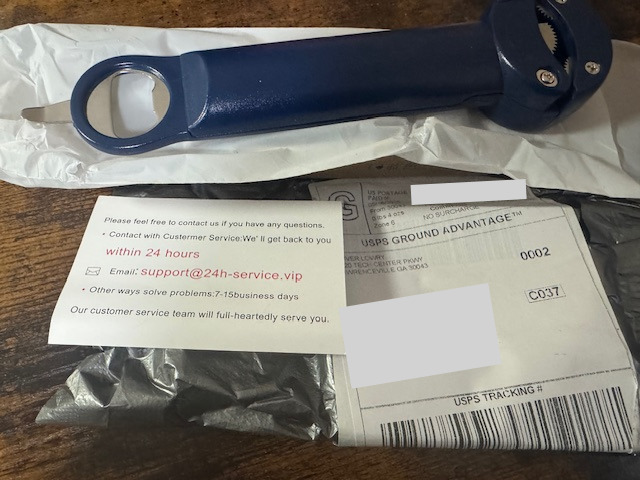 Please feel free to contact us if you have any questions.
• Contact with Custermer Service:We' ll get back to you
within 24 hours
Email: support@24h-service.vip
• Other ways solve problems:7-15business days
Our customer service team will full-heartedly serve you.
G
US POSTAGE
PAID
NO SURCHARGE
USPS GROUND ADVANTAGE™
0002
TECH CENTER PKWY
GA 30043
C037
USPS TRACKING #